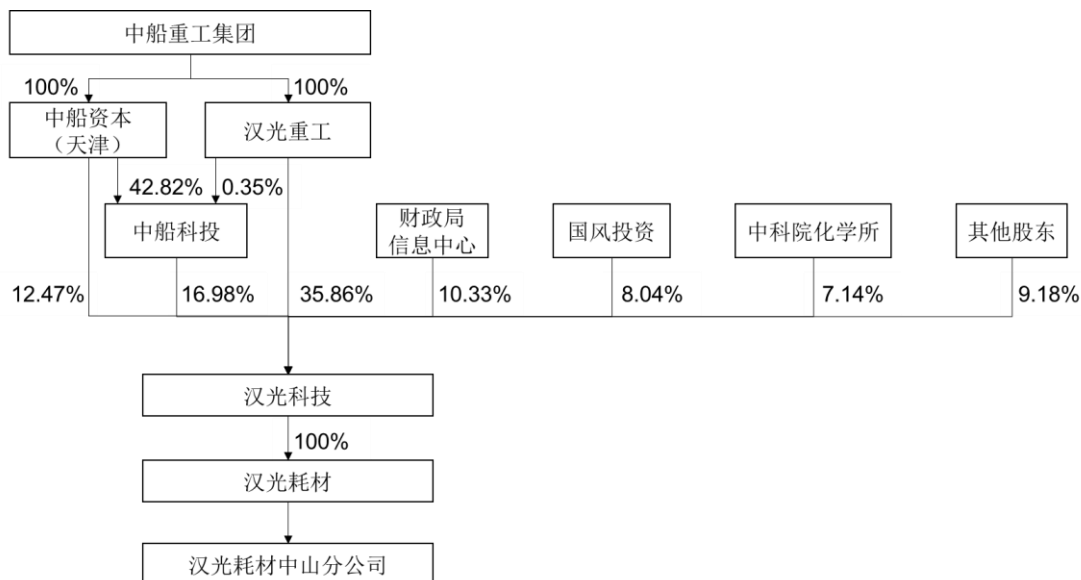 中船重工集团
100%
100%
中船资本
（天津）
汉光重工
42.82%
0.35%
中船科投
财政局
信息中心
国风投资
中科院化学所
其他股东
12.47%
16.98%
35.86%
10.33%
8.04%
7.14%
9.18%
汉光科技
100%
汉光耗材
汉光耗材中山分公司